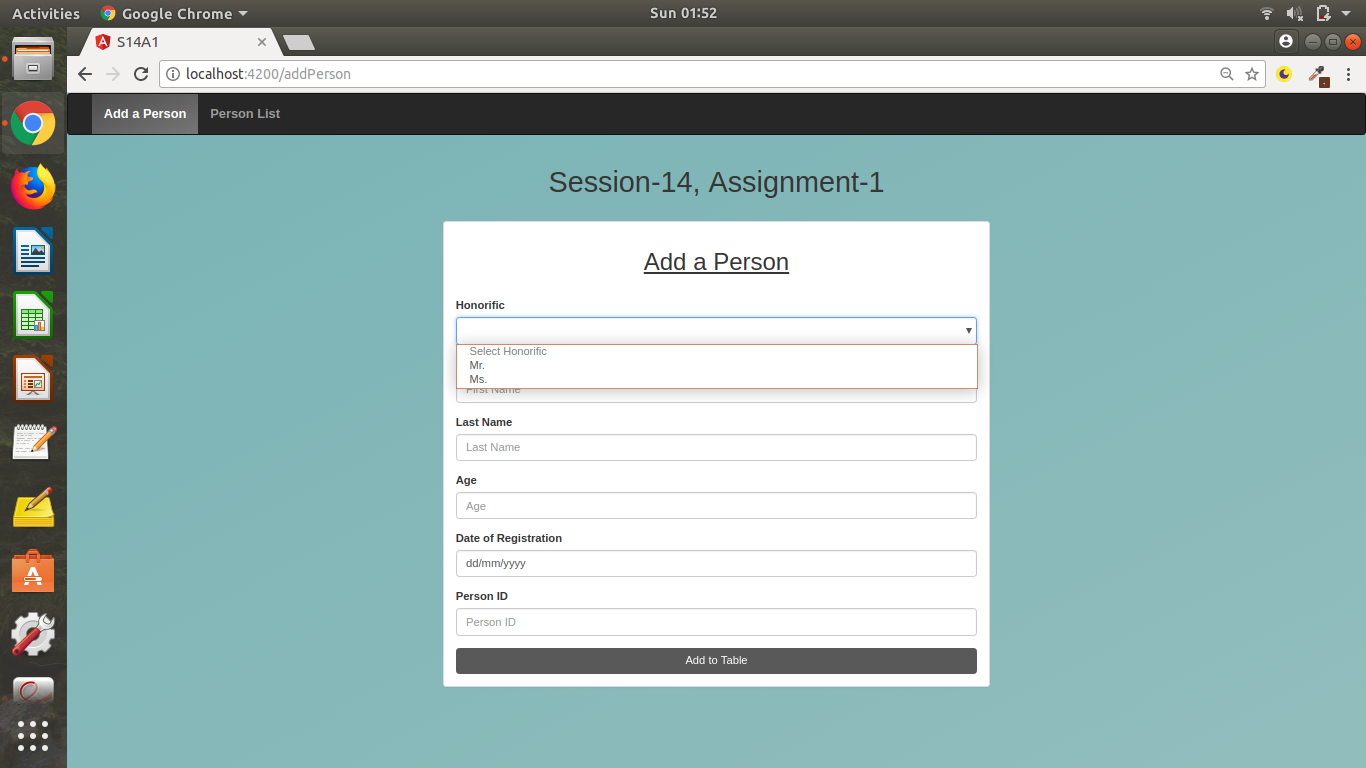 Activities Google Chrome Sun 01:52
S14A1
localhost:4200/addPerson
Add a Person Person List
Session-14, Assignment-1
Add a Person
Honorific
Select Honorific
Mr.
Ms.
First Name
Last Name
Last Name
Age
Age
Date of Registration
dd/mm/yyyy
Person ID
Person ID
Add to Table